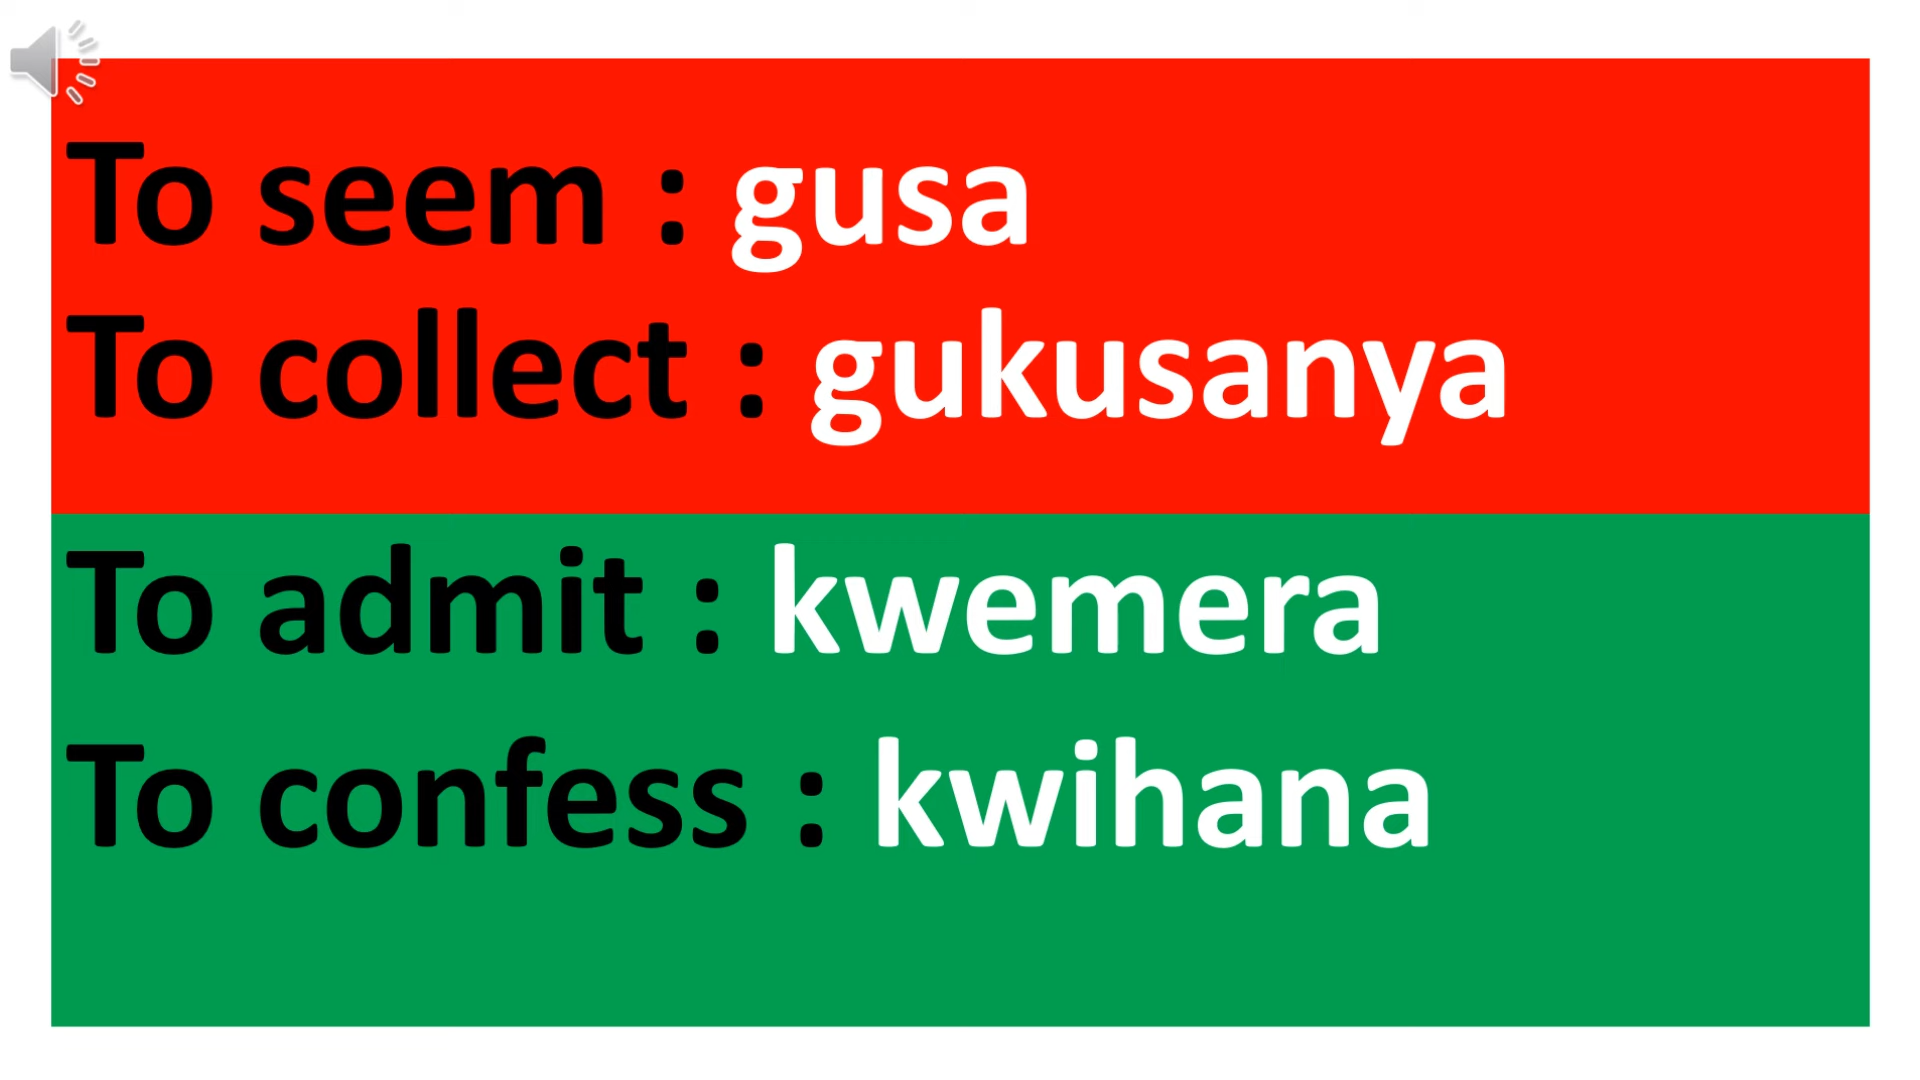 To seem : gusa
To collect : gukusanya
To admit : kwemera
To confess : kwihana